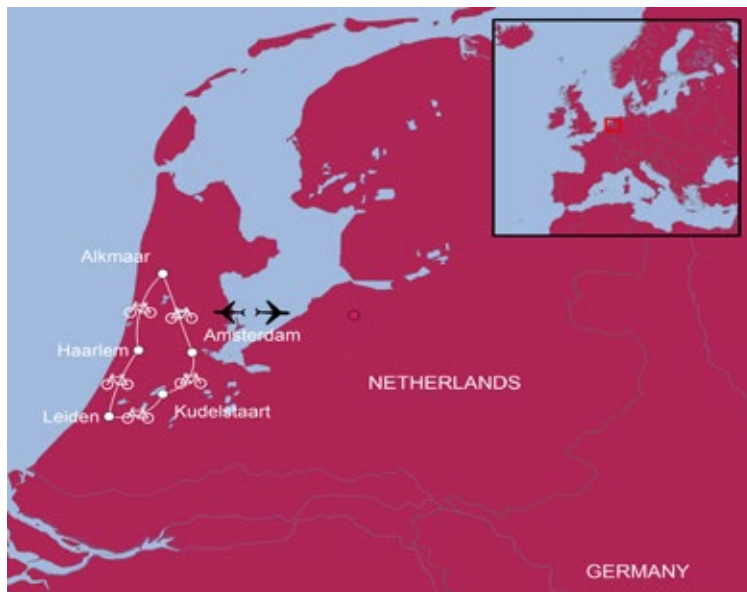 Alkmaar
Amsterdam
Haarlem
NETHERLANDS
Leiden
Kudelstaart
GERMANY